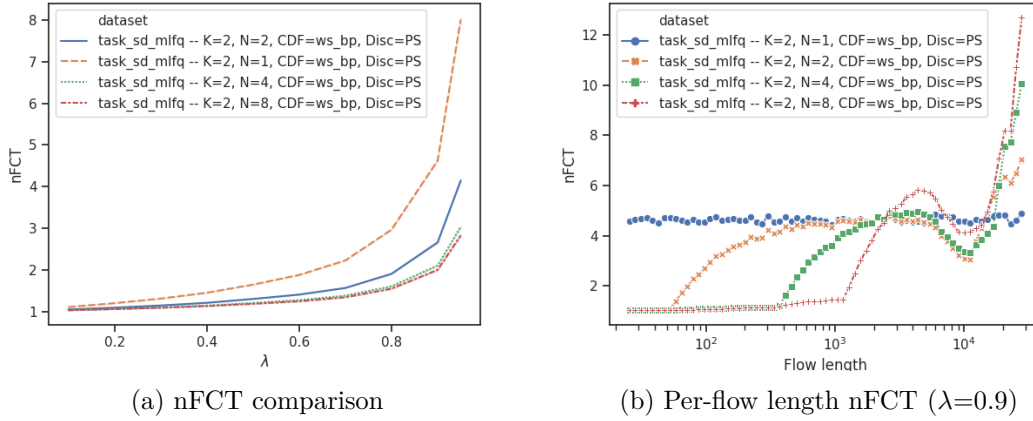 dataset
task_sd_mlfq -- K=2, N=2, CDF=ws_bp, Disc=PS
task_sd_mlfq -- K=2, N=1, CDF=ws_bp, Disc=PS
task_sd_mlfq -- K=2, N=4, CDF=ws_bp, Disc=PS
task_sd_mlfq -- K=2, N=8, CDF=ws_bp, Disc=PS
8
7
6
5
4
3
2
1
nFCT
0.2
0.4
0.6
0.8
λ
(a) nFCT comparison
dataset
task_sd_mlfq -- K=2, N=1, CDF=ws_bp, Disc=PS
task_sd_mlfq -- K=2, N=2, CDF=ws_bp, Disc=PS
task_sd_mlfq -- K=2, N=4, CDF=ws_bp, Disc=PS
task_sd_mlfq -- K=2, N=8, CDF=ws_bp, Disc=PS
12
10
8
6
4
2
nFCT
10²
10³
10⁴
Flow length
(b) Per-flow length nFCT (λ=0.9)